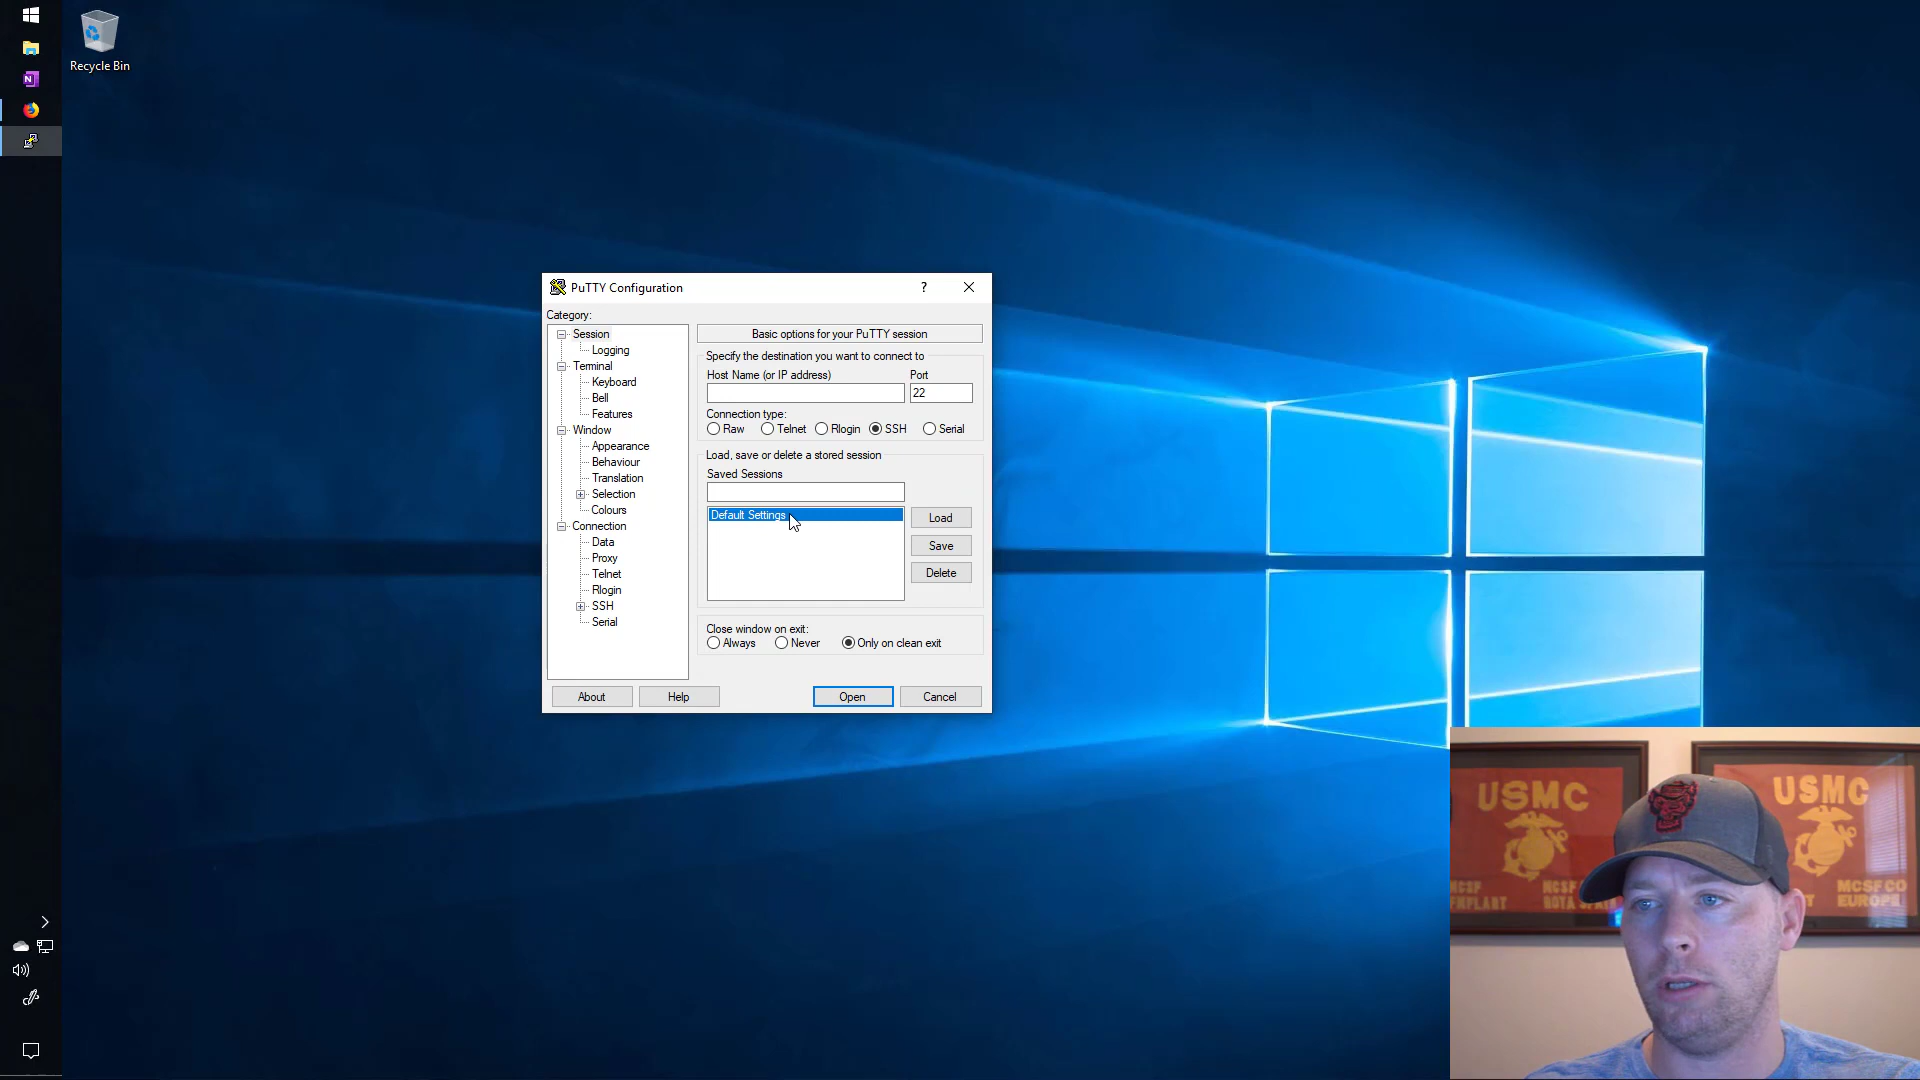 Recycle Bin
PuTTY Configuration
?
Category:
Session
Logging
Terminal
Keyboard
Bell
Features
Window
Appearance
Behaviour
Translation
Selection
Colours
Connection
Data
Proxy
Telnet
Rlogin
SSH
Serial
Basic options for your PuTTY session
Specify the destination you want to connect to
Host Name (or IP address)
Port
22
Connection type:
Raw
Telnet
Rlogin
SSH
Serial
Load, save or delete a stored session
Saved Sessions
Default Settings
Load
Save
Delete
Close window on exit:
Always
Never
Only on clean exit
About
Help
Open
Cancel
USMC
USMC
MCSF CO
EUROPE